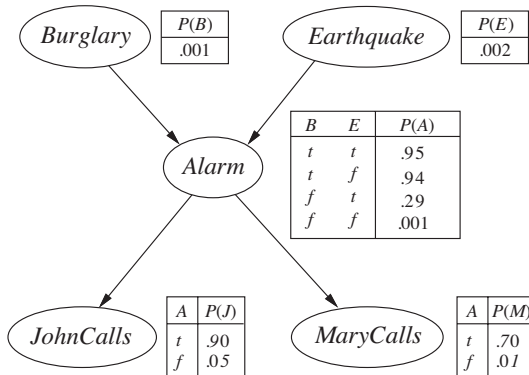 Burglary
P(B)
.001
Earthquake
P(E)
.002
Alarm
B E P(A)
t t .95
t f .94
f t .29
f f .001
JohnCalls
A P(J)
t .90
f .05
MaryCalls
A P(M)
t .70
f .01